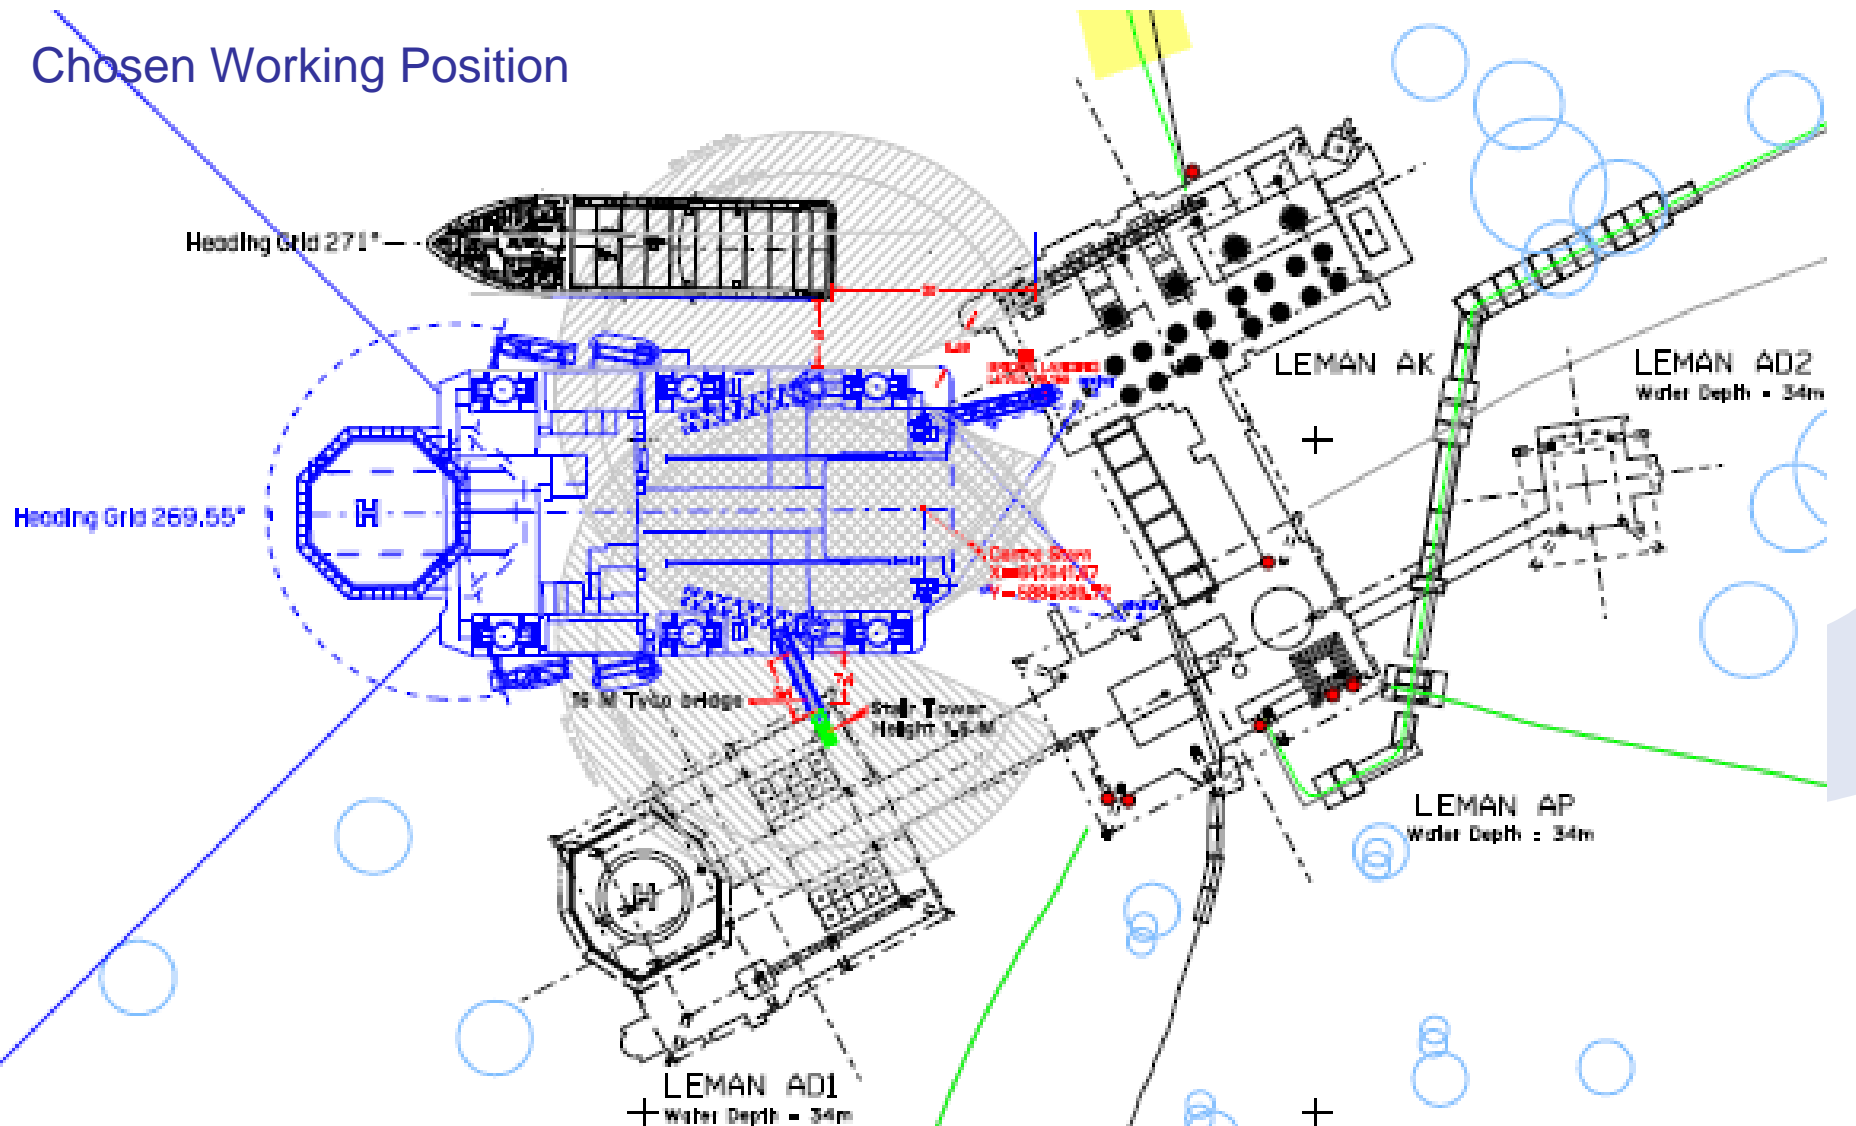 Chosen Working Position
Heading Grid 271°
LEMAN AK
LEMAN AD2
Water Depth = 34m
Heading Grid 269.55°
H
Centre Stern
Bridge
Stair Tower
Height
LEMAN AP
Water Depth = 34m
H
LEMAN AD1
Water Depth = 34m